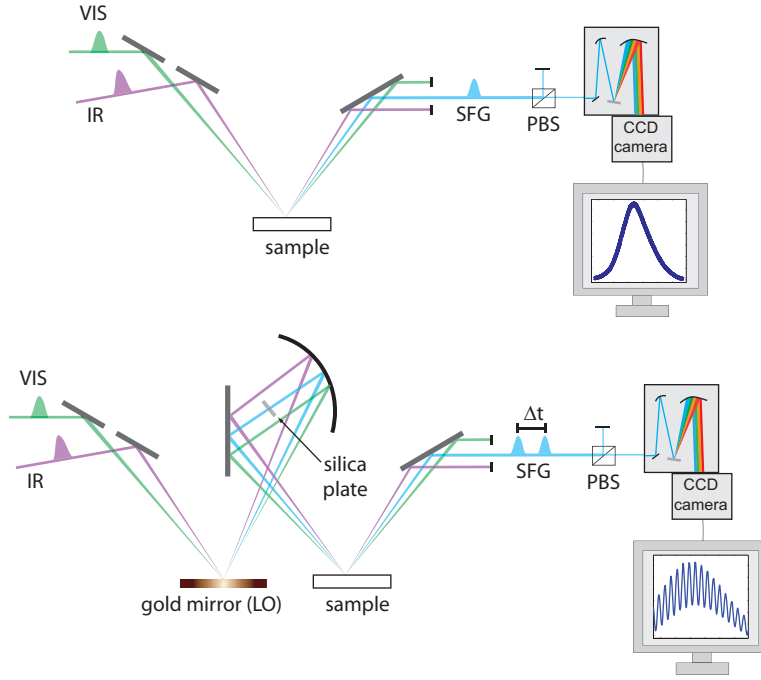 VIS
IR
SFG
PBS
CCD
camera
sample
VIS
IR
silica
plate
Δt
SFG
PBS
CCD
camera
gold mirror (LO)
sample